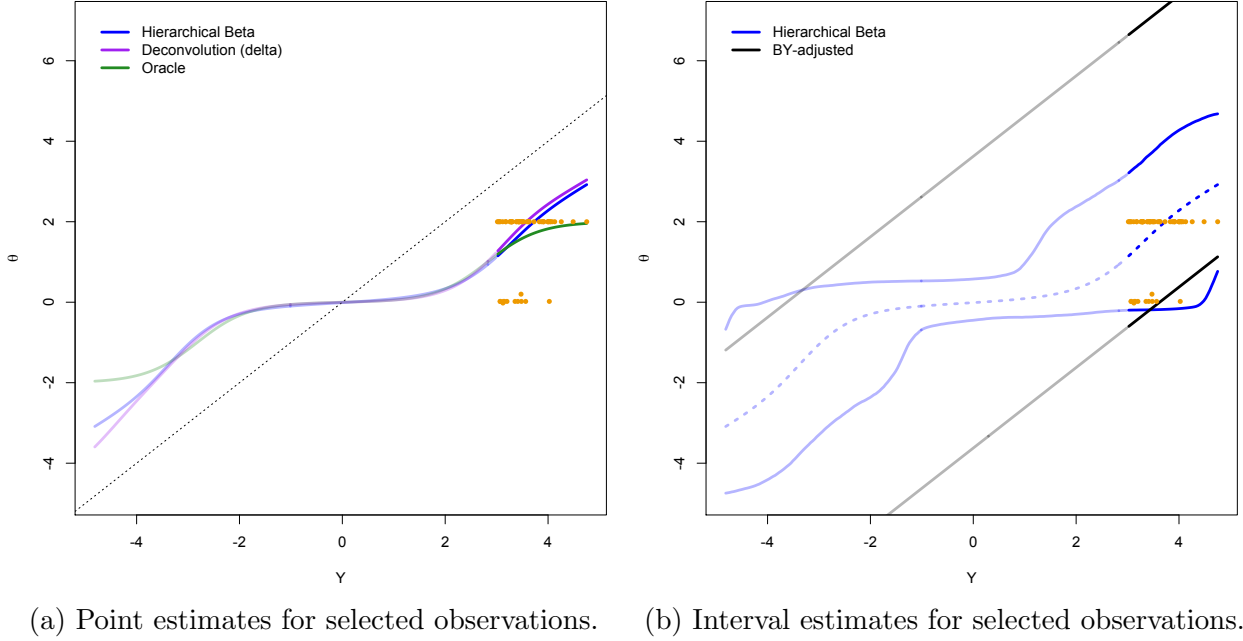 Hierarchical Beta
Deconvolution (delta)
Oracle
6
4
2
0
-2
-4
θ
-4
-2
0
2
4
Y
(a) Point estimates for selected observations.
Hierarchical Beta
BY-adjusted
6
4
2
0
-2
-4
θ
-4
-2
0
2
4
Y
(b) Interval estimates for selected observations.